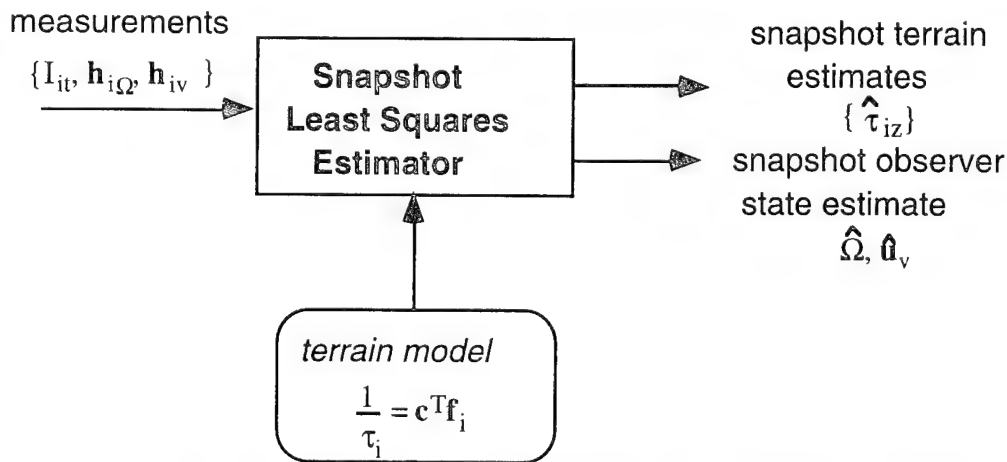 measurements
{I_it, h_iΩ, h_iv }
Snapshot
Least Squares
Estimator
snapshot terrain
estimates
{ τ̂_iz}
snapshot observer
state estimate
Ω̂, û_v
terrain model
1/τ_i = c^T f_i